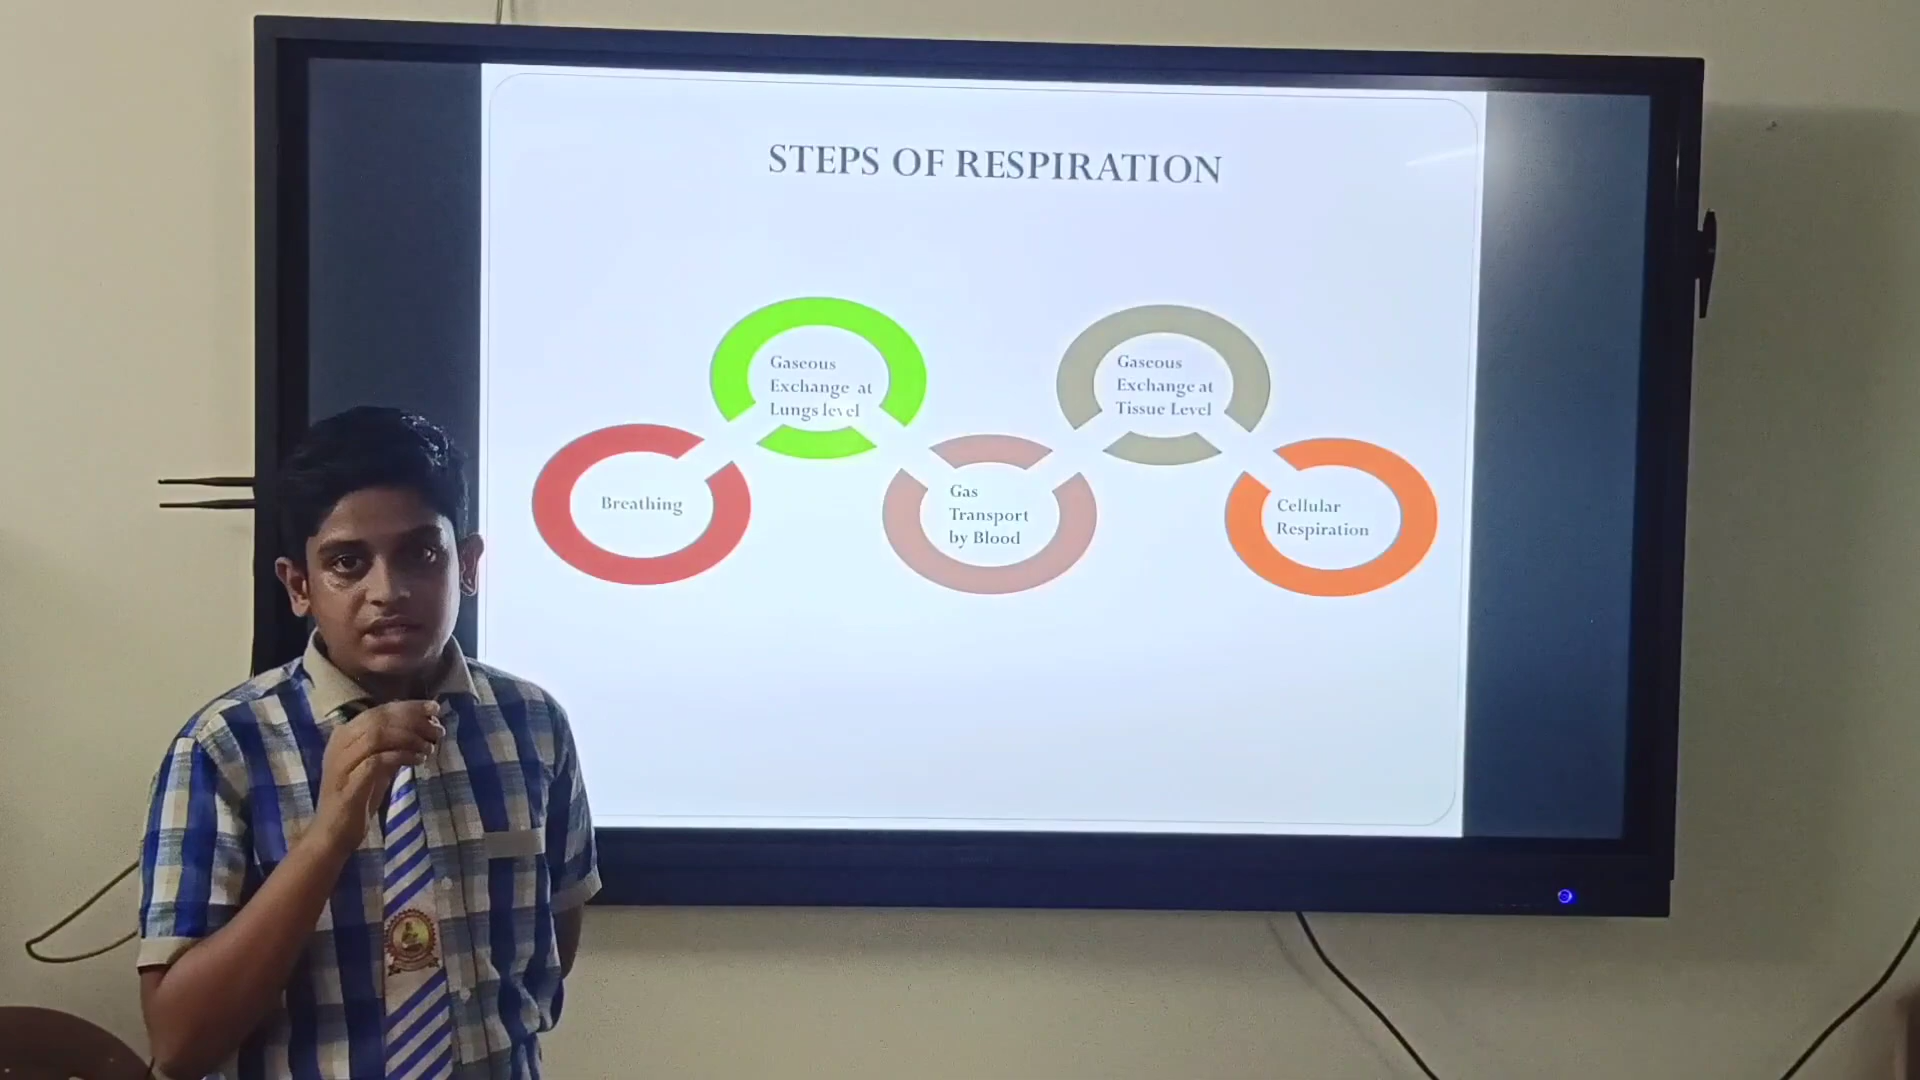 STEPS OF RESPIRATION
Breathing
Gaseous
Exchange at
Lungs level
Gas
Transport
by Blood
Gaseous
Exchange at
Tissue Level
Cellular
Respiration